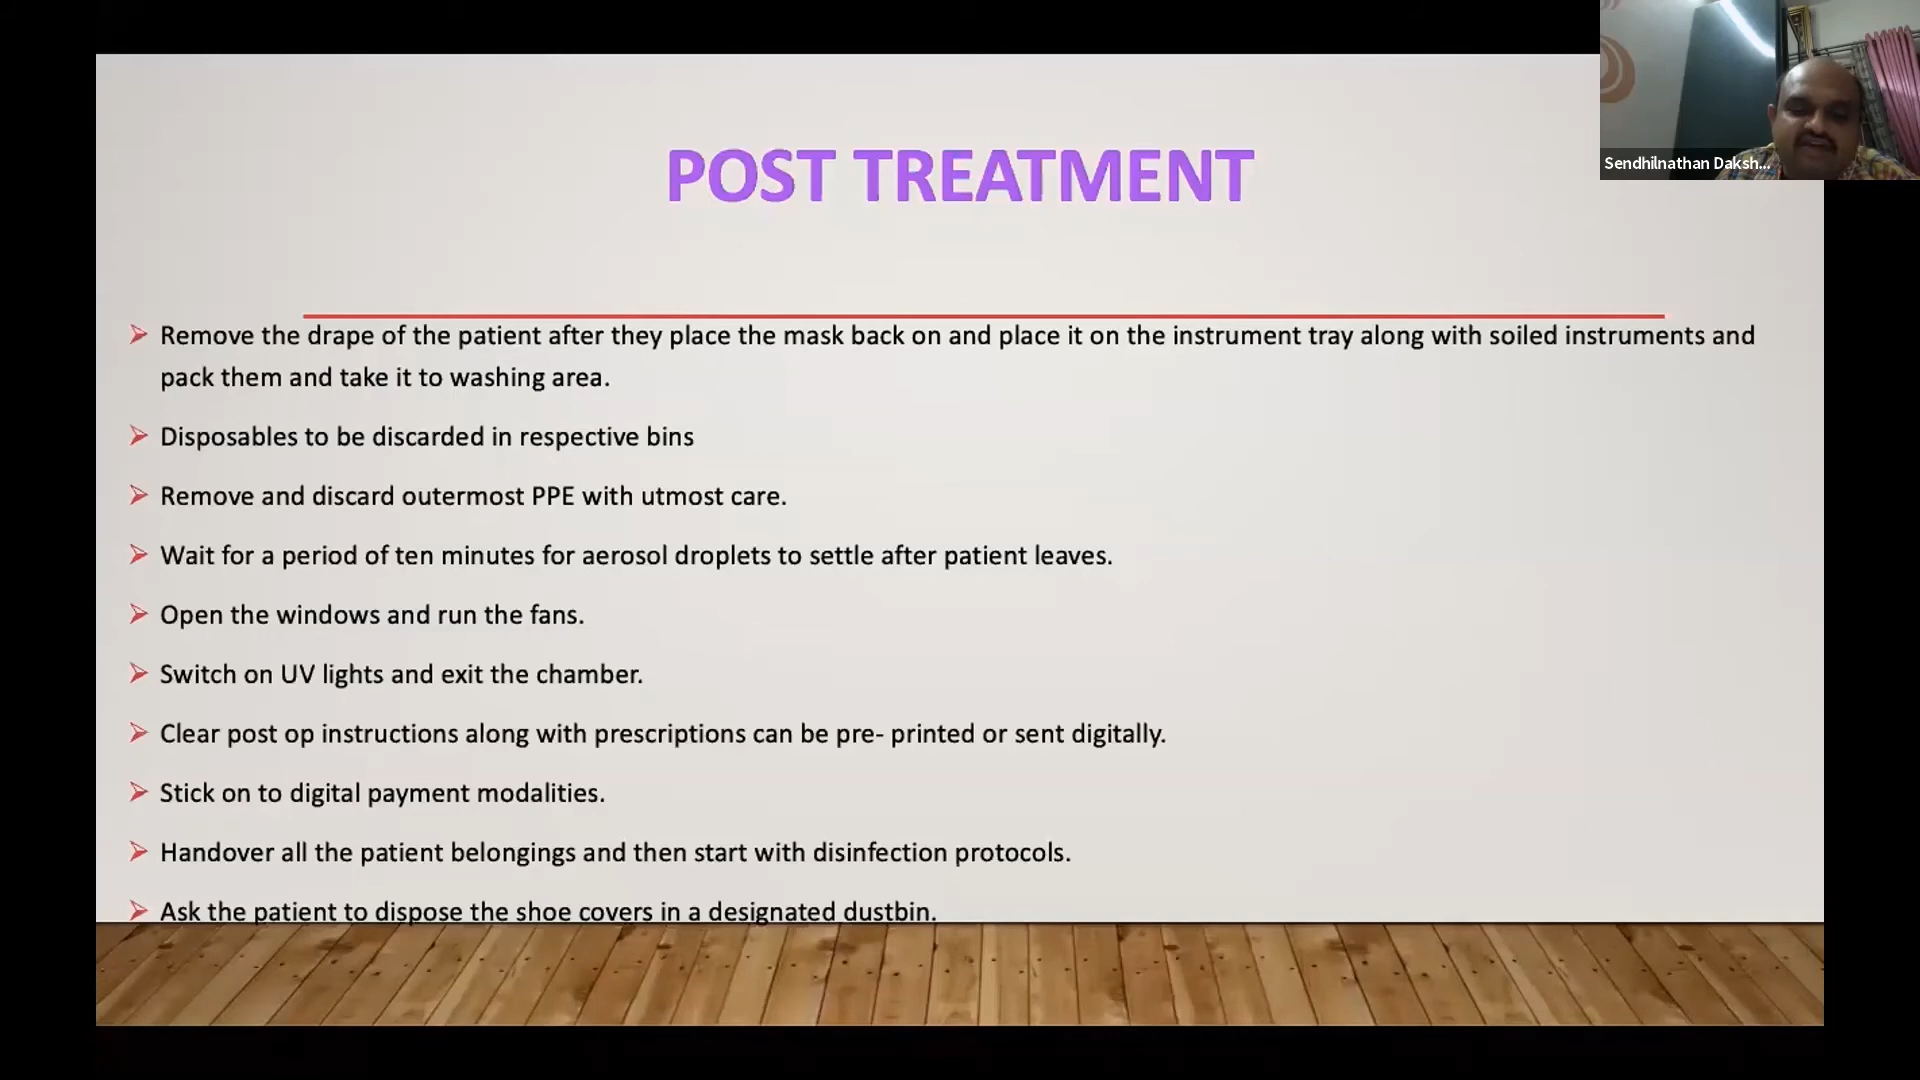 POST TREATMENT
Sendhilnathan Daksh...
Remove the drape of the patient after they place the mask back on and place it on the instrument tray along with soiled instruments and
pack them and take it to washing area.
Disposables to be discarded in respective bins
Remove and discard outermost PPE with utmost care.
Wait for a period of ten minutes for aerosol droplets to settle after patient leaves.
Open the windows and run the fans.
Switch on UV lights and exit the chamber.
Clear post op instructions along with prescriptions can be pre- printed or sent digitally.
Stick on to digital payment modalities.
Handover all the patient belongings and then start with disinfection protocols.
Ask the patient to dispose the shoe covers in a designated dustbin.